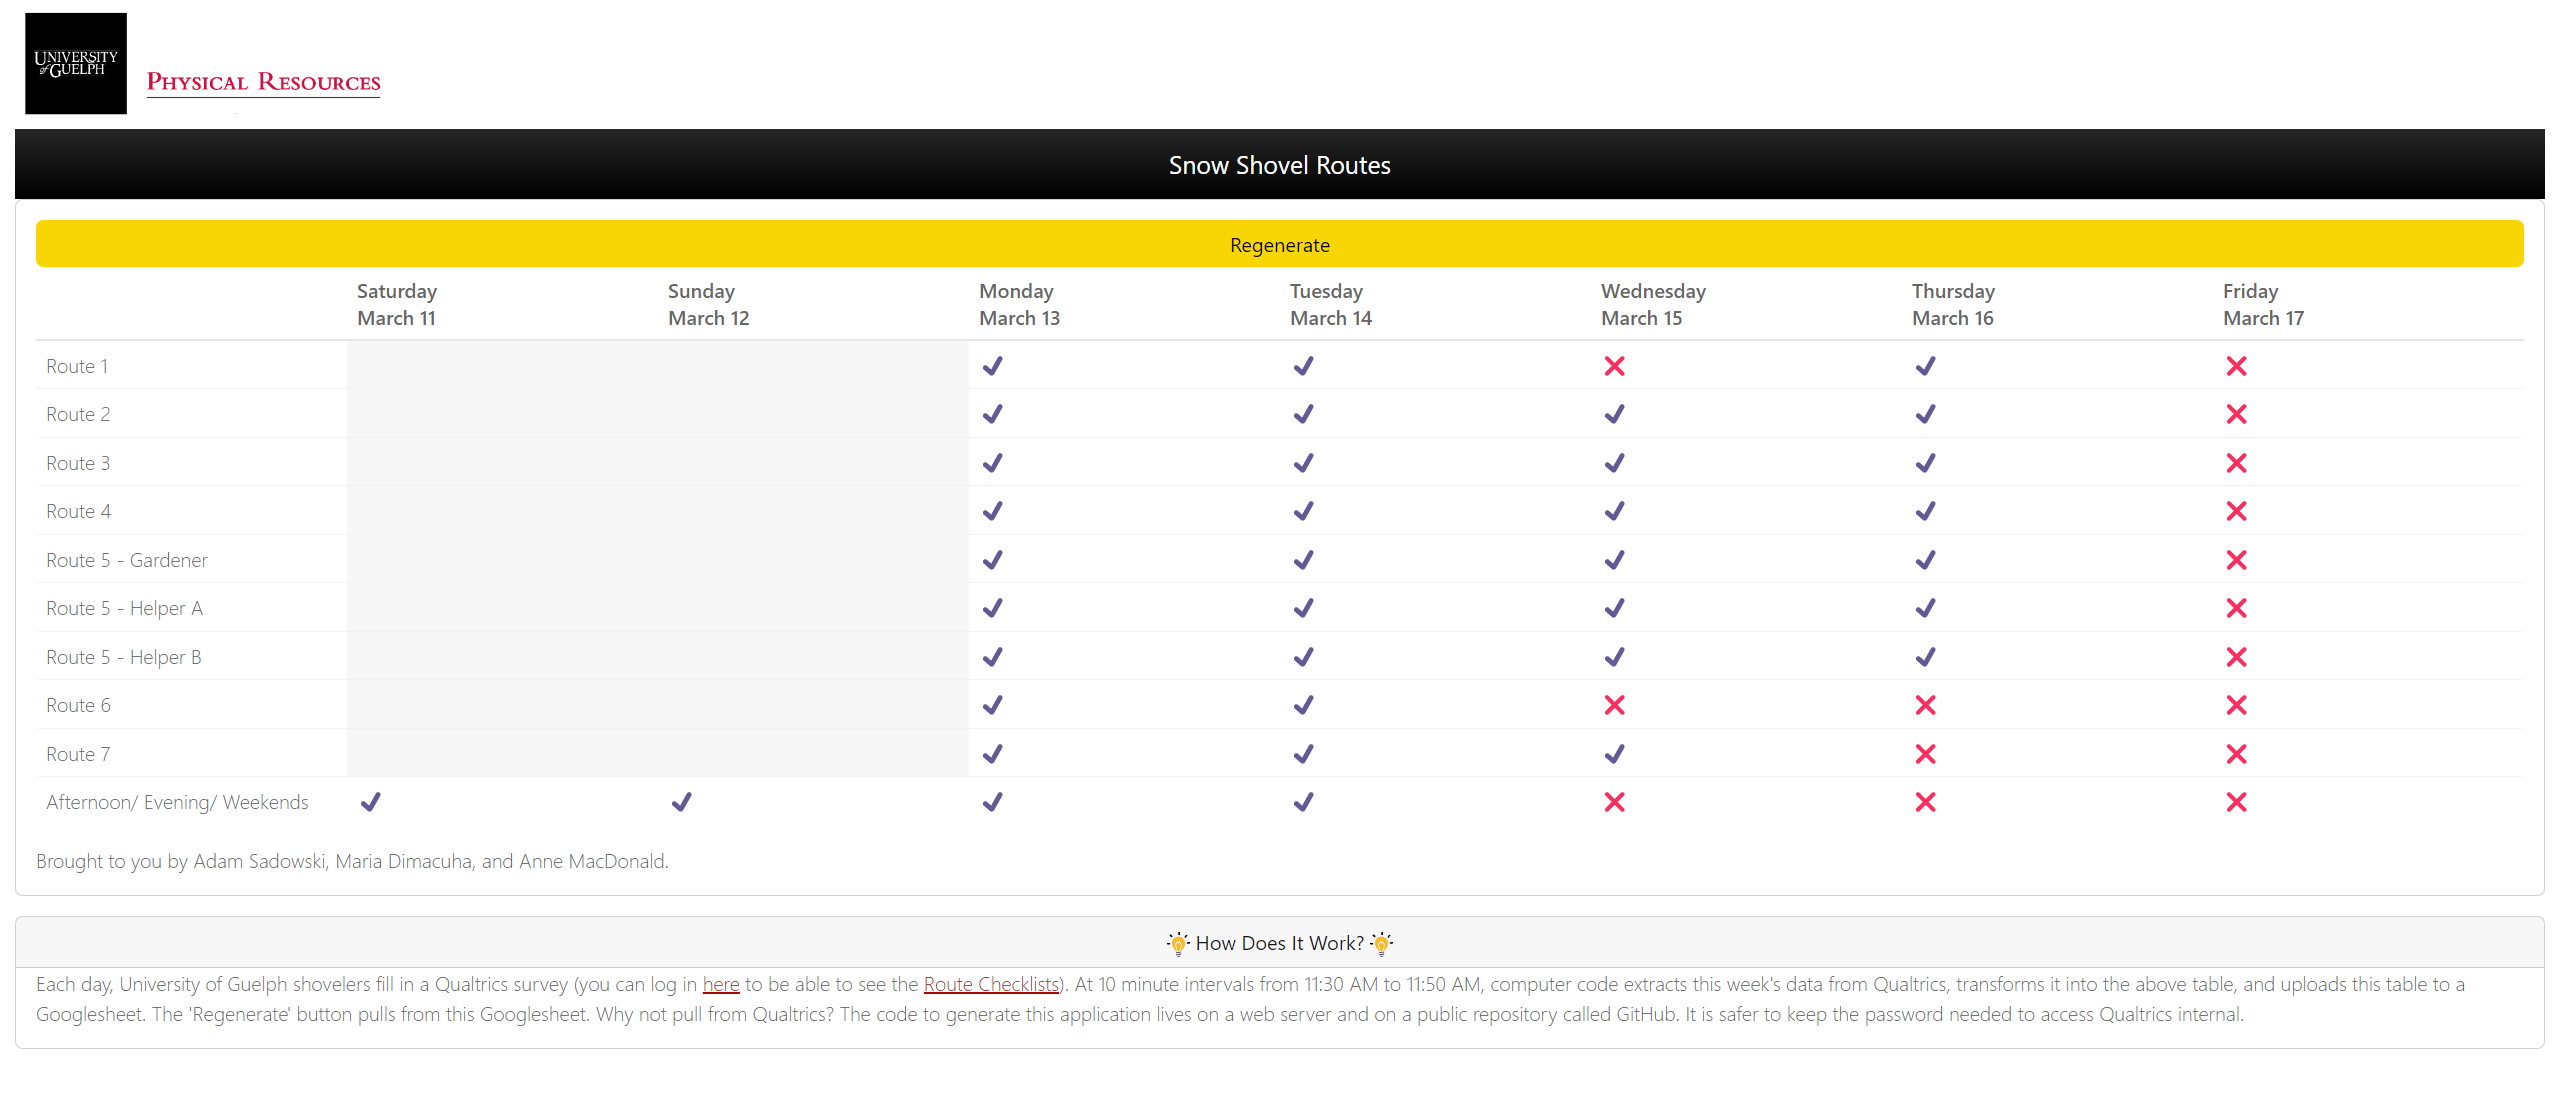 UNIVERSITY
of GUELPH
PHYSICAL RESOURCES
Snow Shovel Routes
Regenerate
Saturday March 11 Sunday March 12 Monday March 13 Tuesday March 14 Wednesday March 15 Thursday March 16 Friday March 17
Route 1 ✔ ✔ ✖ ✔ ✖
Route 2 ✔ ✔ ✔ ✔ ✖
Route 3 ✔ ✔ ✔ ✔ ✖
Route 4 ✔ ✔ ✔ ✔ ✖
Route 5 - Gardener ✔ ✔ ✔ ✔ ✖
Route 5 - Helper A ✔ ✔ ✔ ✔ ✖
Route 5 - Helper B ✔ ✔ ✔ ✔ ✖
Route 6 ✔ ✔ ✖ ✖ ✖
Route 7 ✔ ✔ ✔ ✖ ✖
Afternoon/ Evening/ Weekends ✔ ✔ ✔ ✔ ✖ ✖ ✖
Brought to you by Adam Sadowski, Maria Dimacuha, and Anne MacDonald.
How Does It Work?
Each day, University of Guelph shovelers fill in a Qualtrics survey (you can log in here to be able to see the Route Checklists). At 10 minute intervals from 11:30 AM to 11:50 AM, computer code extracts this week's data from Qualtrics, transforms it into the above table, and uploads this table to a
Googlesheet. The 'Regenerate' button pulls from this Googlesheet. Why not pull from Qualtrics? The code to generate this application lives on a web server and on a public repository called GitHub. It is safer to keep the password needed to access Qualtrics internal.